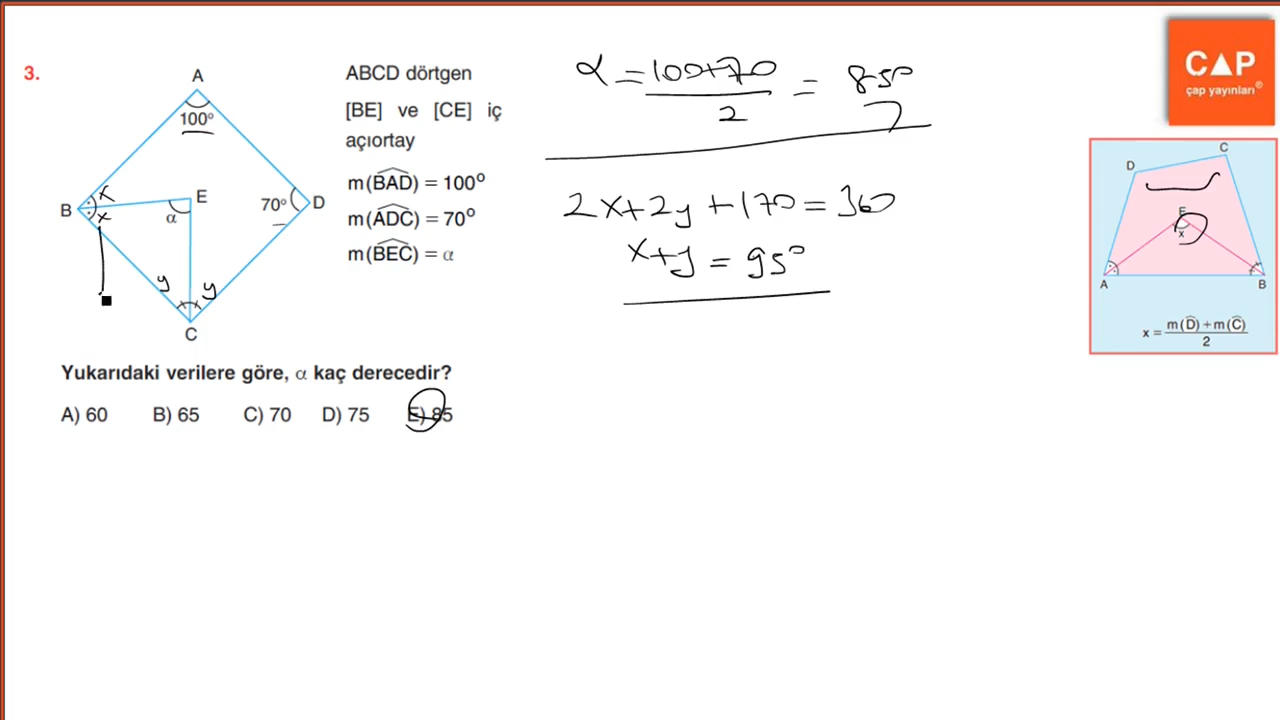 3.
A
100°
x
B
x
E
α
70°
D
y
y
C
ABCD dörtgen
[BE] ve [CE] iç
açıortay
m(BAD) = 100°
m(ADC) = 70°
m(BEC) = α
Yukarıdaki verilere göre, α kaç derecedir?
A) 60 B) 65 C) 70 D) 75 E) 85
α = 100+70 / 2 = 85°
2x+2y+170=360
x+y = 95°
ÇAP
çap yayınları®
D
C
E
x
A
B
x = m(D) + m(C) / 2